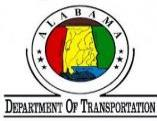 ALABAMA
DEPARTMENT OF TRANSPORTATION